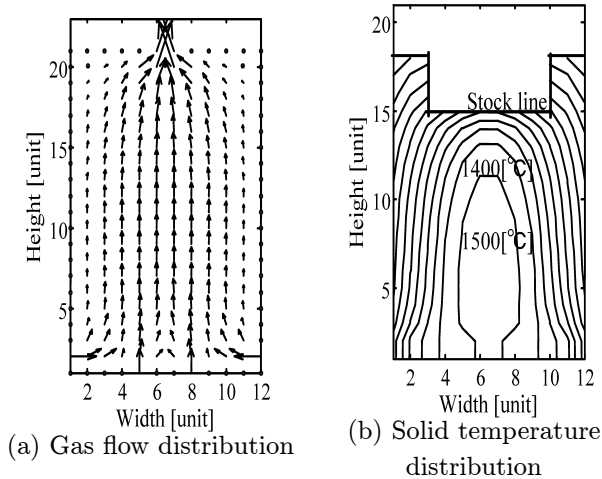 20
15
10
5
Height [unit]
2 4 6 8 10 12
Width [unit]
(a) Gas flow distribution
20
15
10
5
Height [unit]
Stock line
1400[℃]
1500[℃]
2 4 6 8 10 12
Width [unit]
(b) Solid temperature
distribution